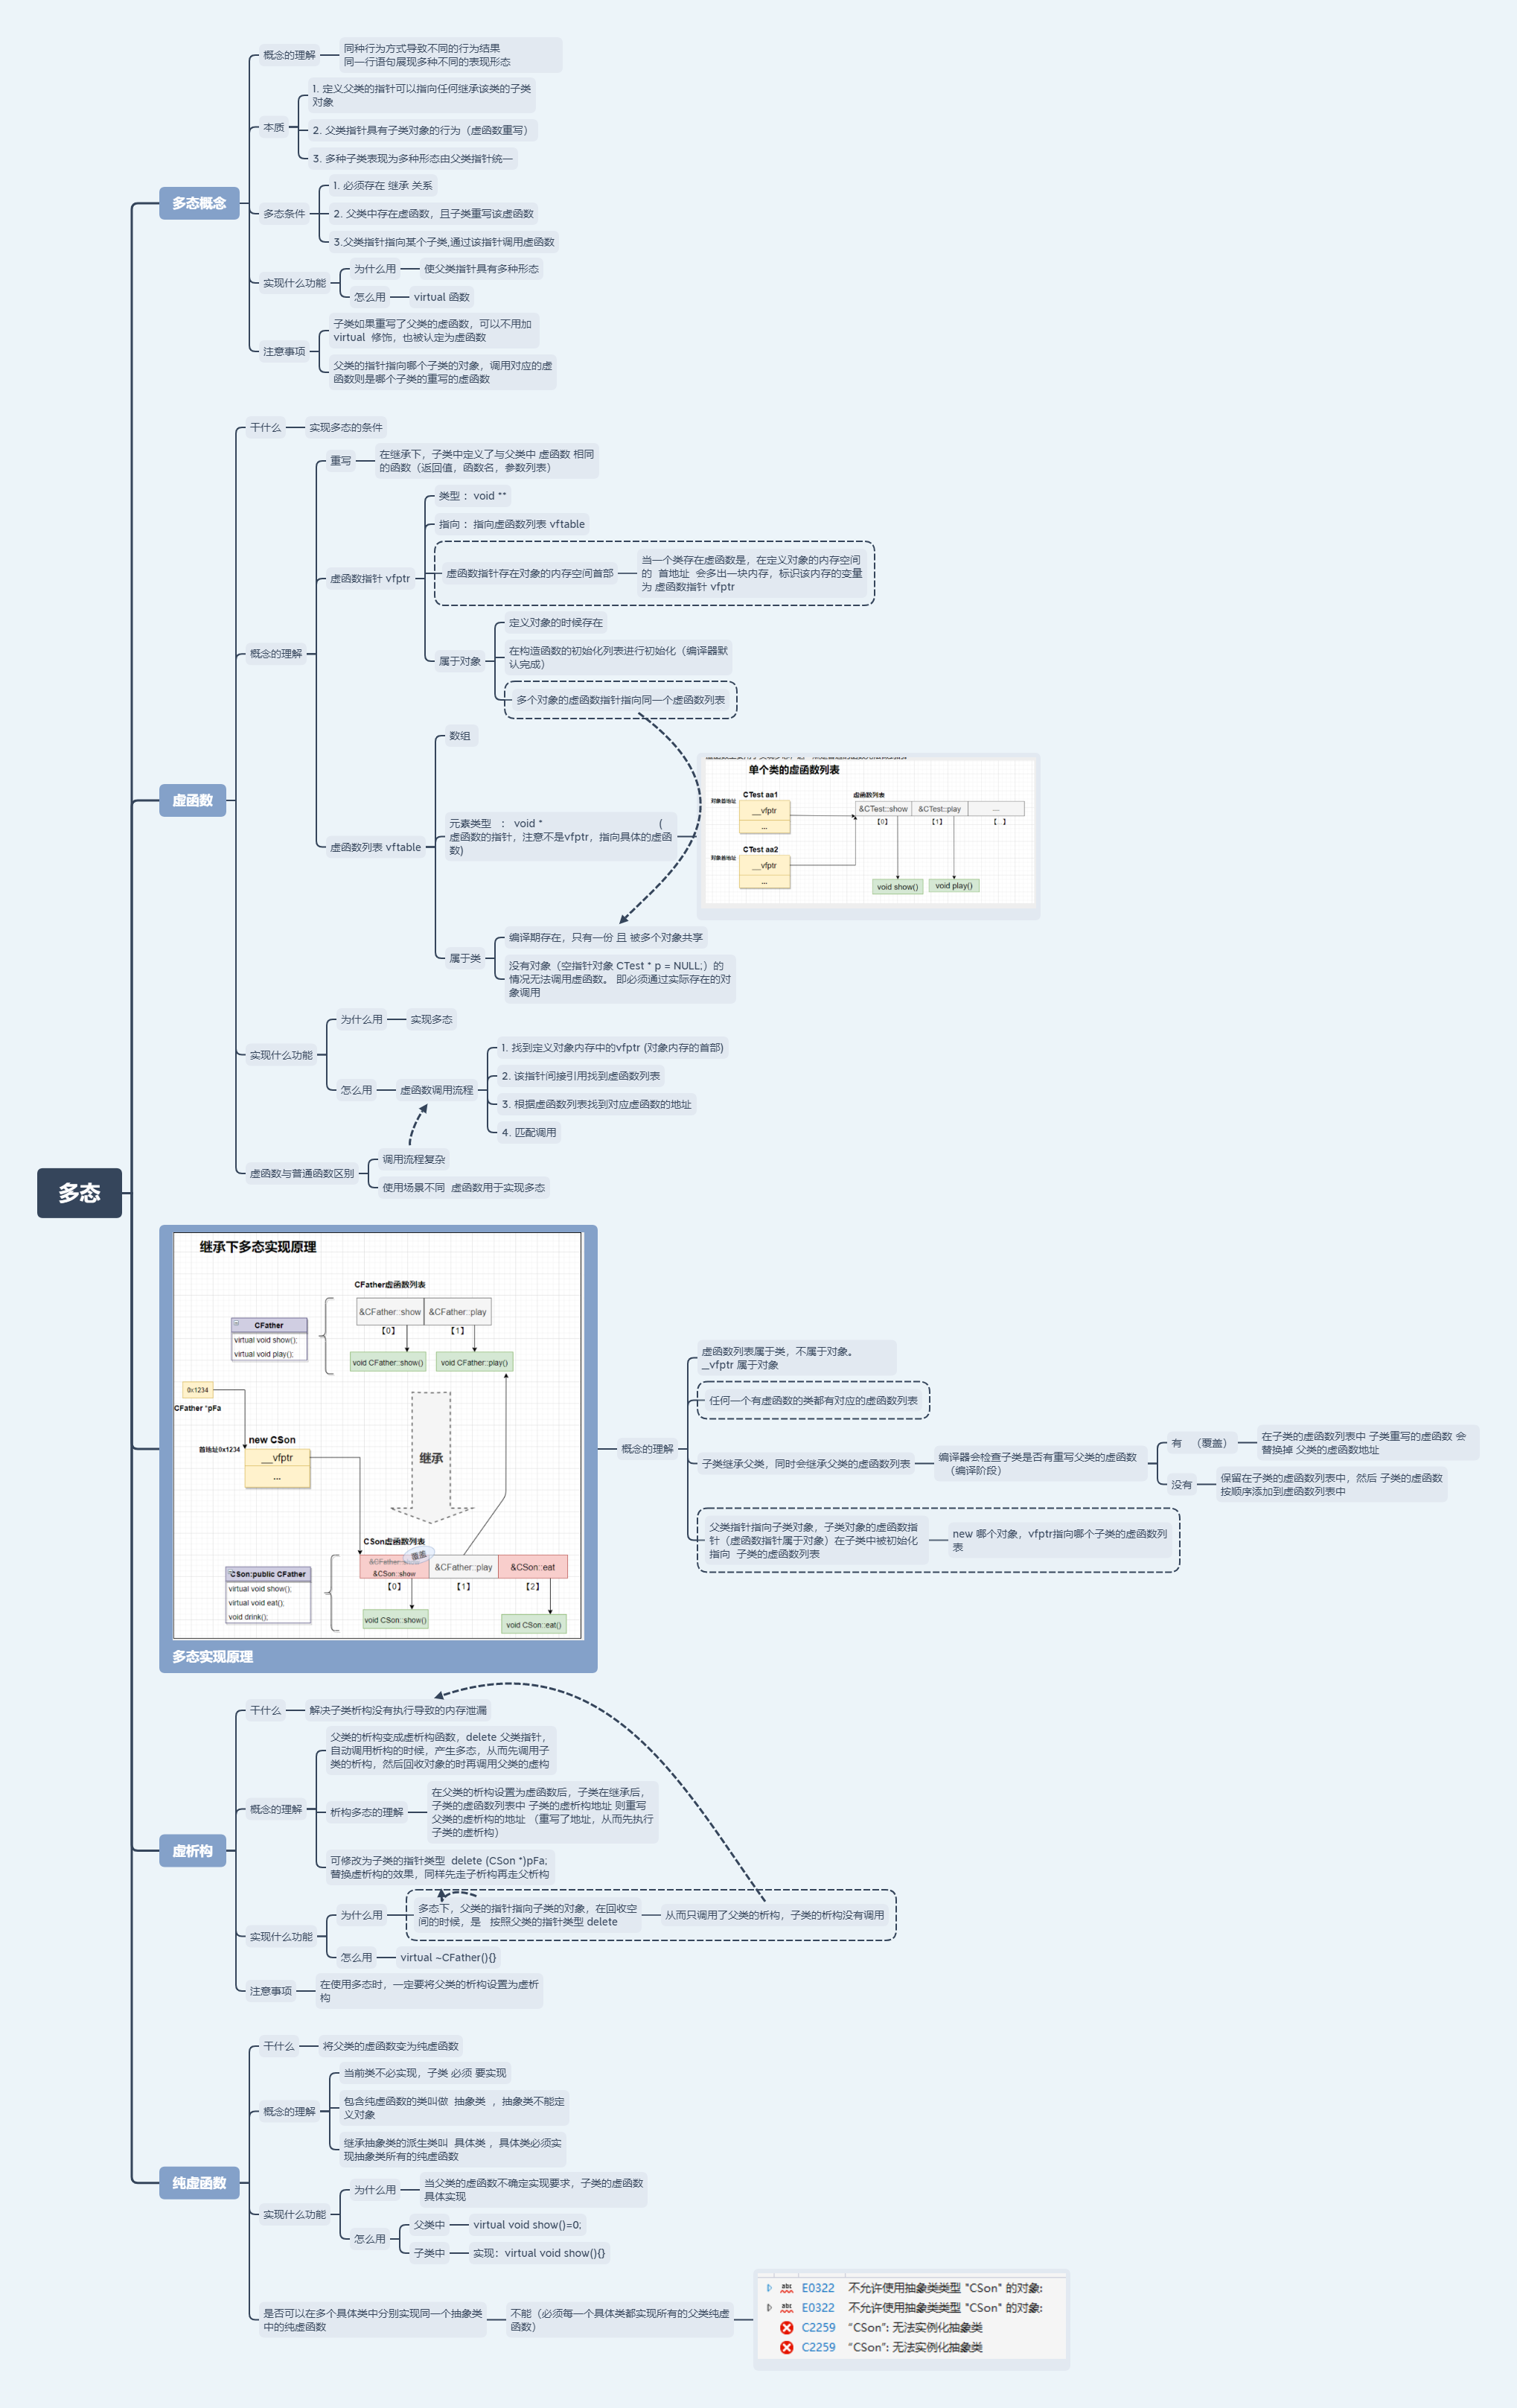 多态
多态概念
概念的理解
同种行为方式导致不同的行为结果
同一行语句展现多种不同的表现形态
本质
1. 定义父类的指针可以指向任何继承该类的子类
对象
2. 父类指针具有子类对象的行为（虚函数重写）
3. 多种子类表现为多种形态由父类指针统一
多态条件
1. 必须存在 继承 关系
2. 父类中存在虚函数，且子类重写该虚函数
3.父类指针指向某个子类,通过该指针调用虚函数
实现什么功能
为什么用
使父类指针具有多种形态
怎么用
virtual 函数
注意事项
子类如果重写了父类的虚函数，可以不用加
virtual 修饰，也被认定为虚函数
父类的指针指向哪个子类的对象，调用对应的虚
函数则是哪个子类的重写的虚函数
虚函数
干什么
实现多态的条件
概念的理解
重写
在继承下，子类中定义了与父类中 虚函数 相同
的函数（返回值，函数名，参数列表）
虚函数指针 vfptr
类型 ：void **
指向 ：指向虚函数列表 vftable
虚函数指针存在对象的内存空间首部
当一个类存在虚函数是，在定义对象的内存空间
的 首地址 会多出一块内存，标识该内存的变量
为 虚函数指针 vfptr
属于对象
定义对象的时候存在
在构造函数的初始化列表进行初始化（编译器默
认完成）
多个对象的虚函数指针指向同一个虚函数列表
虚函数列表 vftable
数组
元素类型 ： void * (
虚函数的指针，注意不是vfptr，指向具体的虚函
数)
单个类的虚函数列表
CTest aa1
对象首地址
__vfptr
...
虚函数列表
&CTest::show
&CTest::play
....
【0】
【1】
【...】
CTest aa2
对象首地址
__vfptr
...
void show()
void play()
属于类
编译期存在，只有一份 且 被多个对象共享
没有对象（空指针对象 CTest * p = NULL;）的
情况无法调用虚函数。 即必须通过实际存在的对
象调用
实现什么功能
为什么用
实现多态
怎么用
虚函数调用流程
1. 找到定义对象内存中的vfptr (对象内存的首部)
2. 该指针间接引用找到虚函数列表
3. 根据虚函数列表找到对应虚函数的地址
4. 匹配调用
虚函数与普通函数区别
调用流程复杂
使用场景不同 虚函数用于实现多态
继承下多态实现原理
CFather虚函数列表
&CFather::show
&CFather::play
【0】
【1】
CFather
virtual void show();
virtual void play();
void CFather::show()
void CFather::play()
0x1234
CFather *pFa
首地址0x1234
new CSon
__vfptr
...
继承
CSon虚函数列表
覆盖
&CSon::show
&CFather::play
&CSon::eat
【0】
【1】
【2】
CSon:public CFather
virtual void show();
virtual void eat();
void drink();
void CSon::show()
void CSon::eat()
多态实现原理
概念的理解
虚函数列表属于类，不属于对象。
__vfptr 属于对象
任何一个有虚函数的类都有对应的虚函数列表
子类继承父类，同时会继承父类的虚函数列表
编译器会检查子类是否有重写父类的虚函数
（编译阶段）
有 （覆盖）
在子类的虚函数列表中 子类重写的虚函数 会
替换掉 父类的虚函数地址
没有
保留在子类的虚函数列表中，然后 子类的虚函数
按顺序添加到虚函数列表中
父类指针指向子类对象，子类对象的虚函数指
针（虚函数指针属于对象）在子类中被初始化
指向 子类的虚函数列表
new 哪个对象，vfptr指向哪个子类的虚函数列
表
虚析构
干什么
解决子类析构没有执行导致的内存泄漏
概念的理解
父类的析构变成虚析构函数，delete 父类指针，
自动调用析构的时候，产生多态，从而先调用子
类的析构，然后回收对象的时再调用父类的虚构
析构多态的理解
在父类的析构设置为虚函数后，子类在继承后，
子类的虚函数列表中 子类的虚析构地址 则重写
父类的虚析构的地址 （重写了地址，从而先执行
子类的虚析构）
可修改为子类的指针类型 delete (CSon *)pFa;
替换虚析构的效果，同样先走子析构再走父析构
实现什么功能
为什么用
多态下，父类的指针指向子类的对象，在回收空
间的时候，是 按照父类的指针类型 delete
从而只调用了父类的析构，子类的析构没有调用
怎么用
virtual ~CFather(){}
注意事项
在使用多态时，一定要将父类的析构设置为虚析
构
纯虚函数
干什么
将父类的虚函数变为纯虚函数
概念的理解
当前类不必实现，子类 必须 要实现
包含纯虚函数的类叫做 抽象类 ，抽象类不能定
义对象
继承抽象类的派生类叫 具体类 ，具体类必须实
现抽象类所有的纯虚函数
实现什么功能
为什么用
当父类的虚函数不确定实现要求，子类的虚函数
具体实现
怎么用
父类中
virtual void show()=0;
子类中
实现：virtual void show(){}
是否可以在多个具体类中分别实现同一个抽象类
中的纯虚函数
不能（必须每一个具体类都实现所有的父类纯虚
函数）
abc E0322 不允许使用抽象类类型 "CSon" 的对象:
abc E0322 不允许使用抽象类类型 "CSon" 的对象:
C2259 “CSon”: 无法实例化抽象类
C2259 “CSon”: 无法实例化抽象类